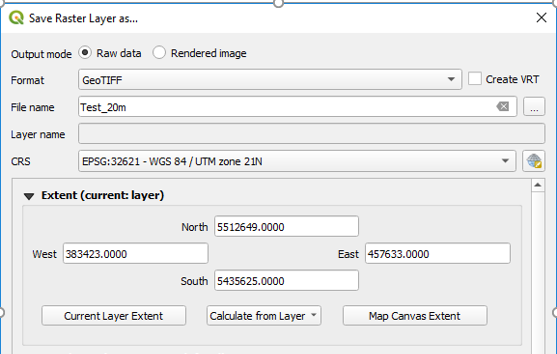 Save Raster Layer as...
Output mode Raw data Rendered image
Format GeoTIFF Create VRT
File name Test_20m ...
Layer name
CRS EPSG:32621 - WGS 84 / UTM zone 21N
Extent (current: layer)
North 5512649.0000
West 383423.0000 East 457633.0000
South 5435625.0000
Current Layer Extent Calculate from Layer Map Canvas Extent